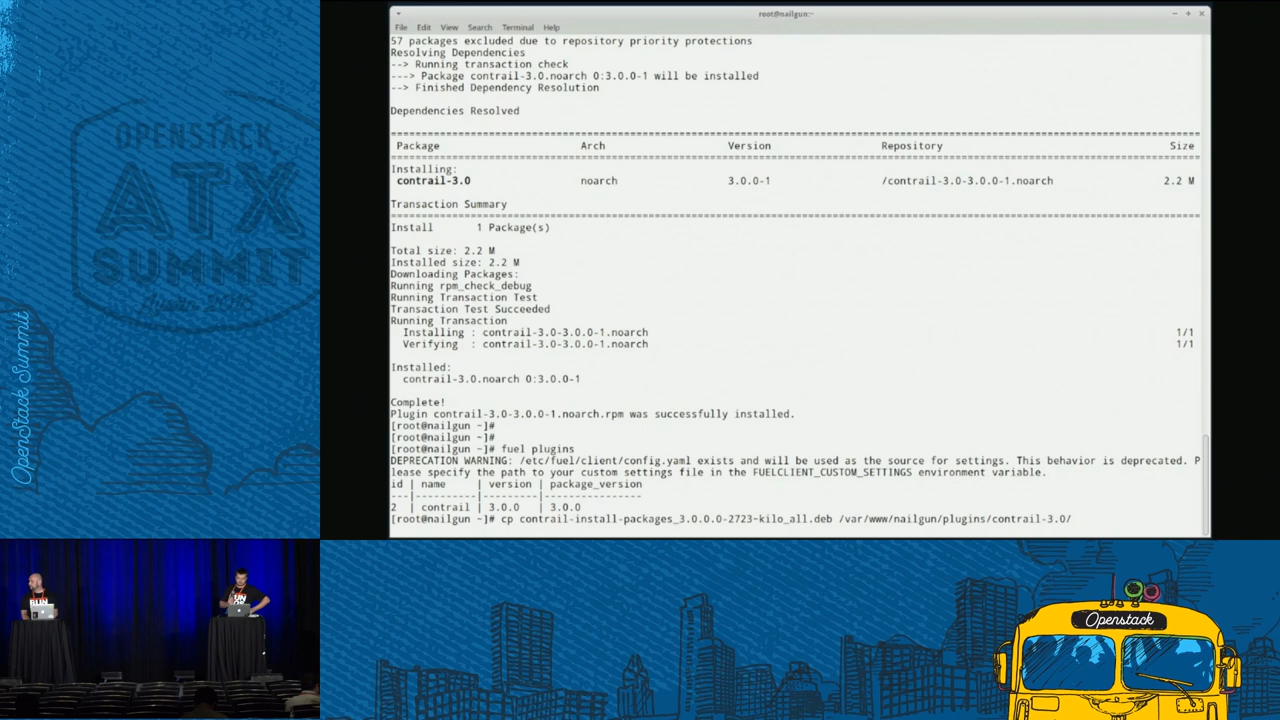 root@nailgun:~
File Edit View Search Terminal Help
57 packages excluded due to repository priority protections
Resolving Dependencies
--> Running transaction check
---> Package contrail-3.0.noarch 0:3.0.0-1 will be installed
--> Finished Dependency Resolution
Dependencies Resolved
================================================================================
Package Arch Version Repository Size
================================================================================
Installing:
contrail-3.0 noarch 3.0.0-1 /contrail-3.0-3.0.0-1.noarch 2.2 M
Transaction Summary
================================================================================
Install 1 Package(s)
Total size: 2.2 M
Installed size: 2.2 M
Downloading Packages:
Running rpm_check_debug
Running Transaction Test
Transaction Test Succeeded
Running Transaction
Installing : contrail-3.0-3.0.0-1.noarch 1/1
Verifying : contrail-3.0-3.0.0-1.noarch 1/1
Installed:
contrail-3.0.noarch 0:3.0.0-1
Complete!
Plugin contrail-3.0-3.0.0-1.noarch.rpm was successfully installed.
[root@nailgun ~]#
[root@nailgun ~]#
[root@nailgun ~]# fuel plugins
DEPRECATION WARNING: /etc/fuel/client/config.yaml exists and will be used as the source for settings. This behavior is deprecated. P
lease specify the path to your custom settings file in the FUELCLIENT_CUSTOM_SETTINGS environment variable.
id | name | version | package_version
---|----------|---------|----------------
2 | contrail | 3.0.0 | 3.0.0
[root@nailgun ~]# cp contrail-install-packages_3.0.0.0-2723-kilo_all.deb /var/www/nailgun/plugins/contrail-3.0/
OPENSTACK
ATX
SUMMIT
Austin 2016
OpenStack Summit
Openstack